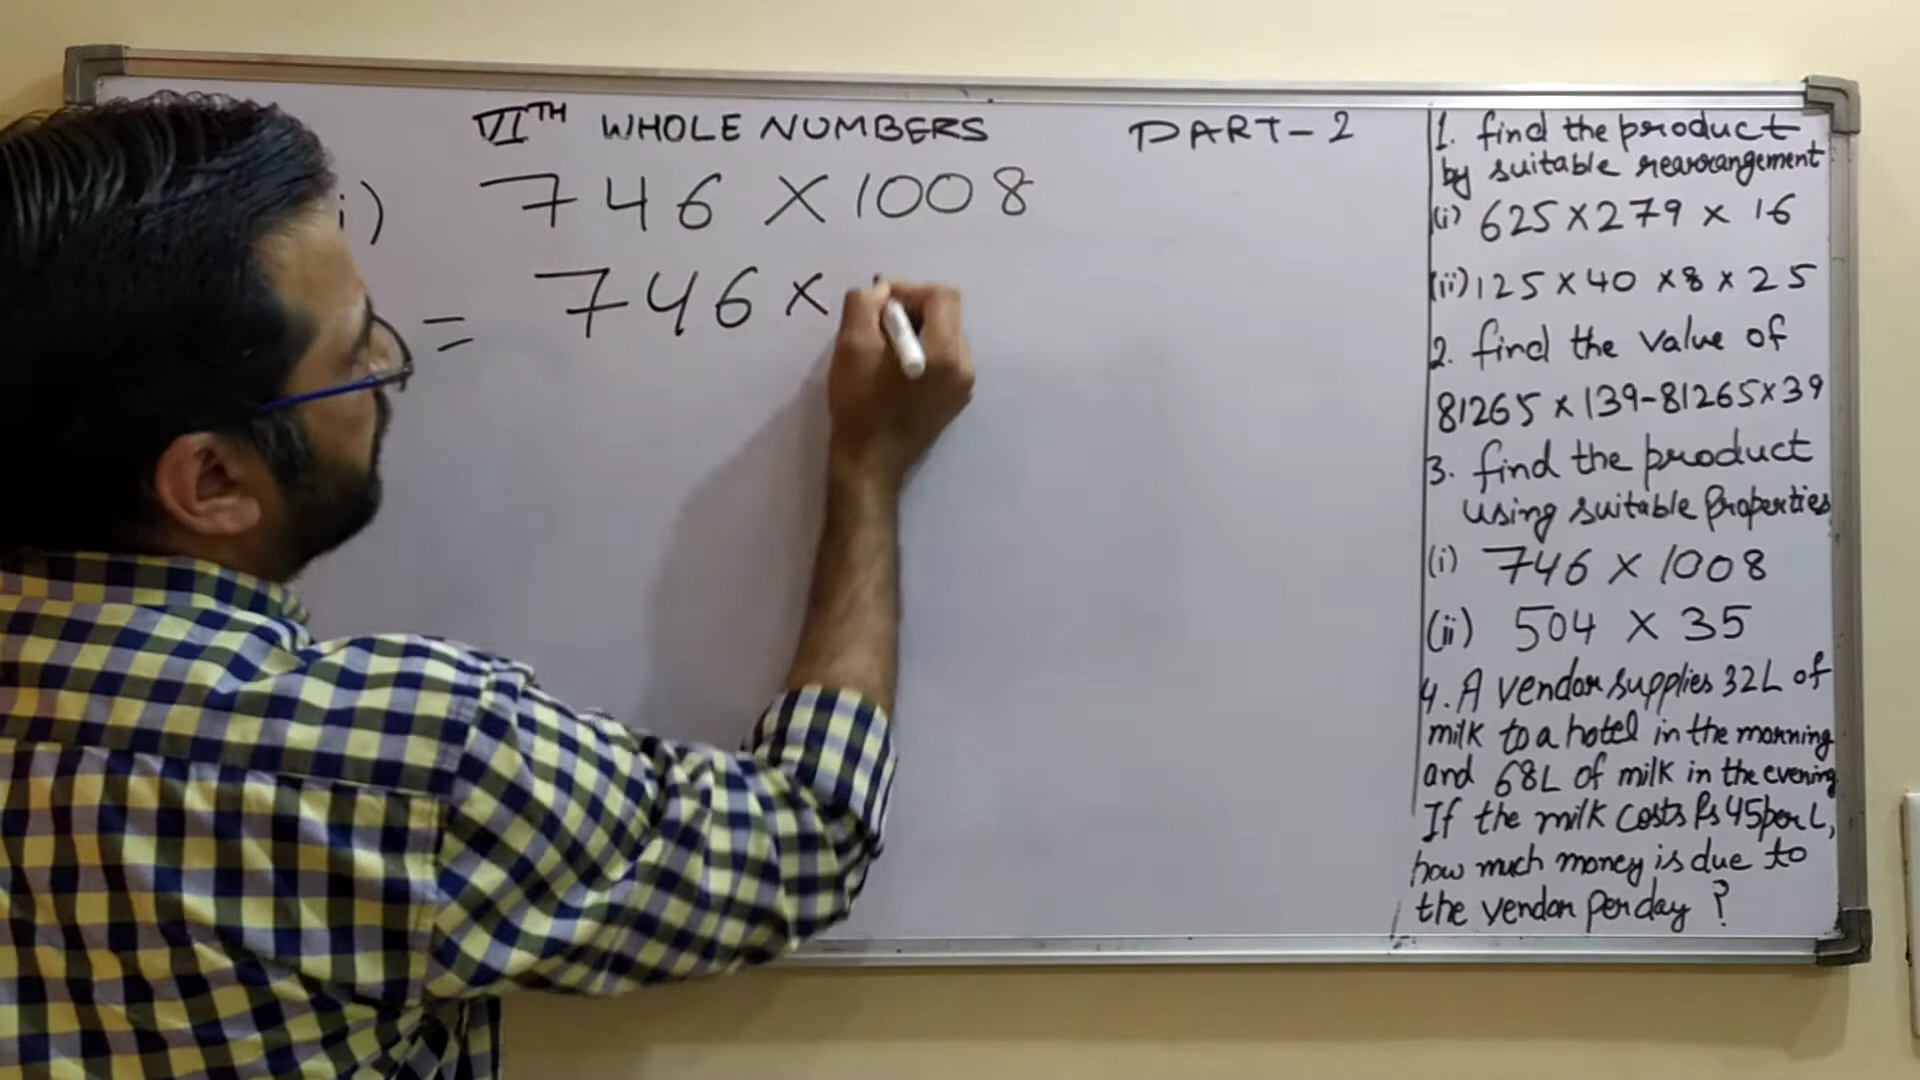 VITH WHOLE NUMBERS PART-2
i) 746 X 1008
= 746 X
1. find the product
by suitable rearrangement
(i) 625 X 279 X 16
(ii) 125 X 40 X 8 X 25
2. find the value of
81265 X 139-81265 X 39
3. find the product
using suitable properties
(i) 746 X 1008
(ii) 504 X 35
4. A vendor supplies 32L of
milk to a hotel in the morning
and 68L of milk in the evening
If the milk costs Rs 45 per L,
how much money is due to
the vendor per day ?